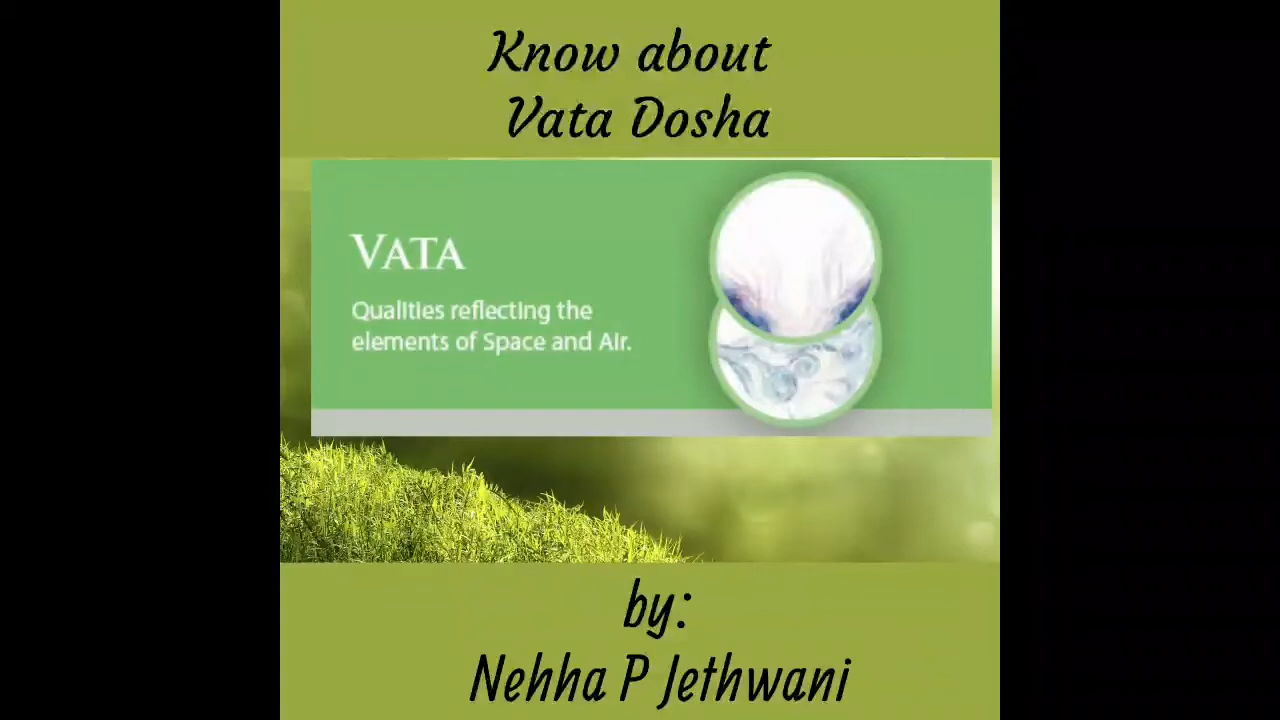 Know about
Vata Dosha
VATA
Qualities reflecting the
elements of Space and Air.
by:
Nehha P Jethwani